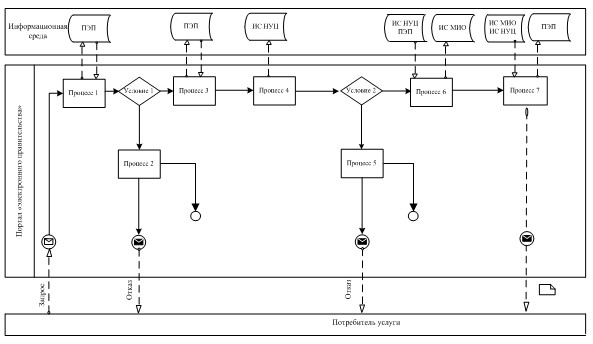 Информационная
среда
ПЭП
ПЭП
ИС НУЦ
ИС НУЦ
ПЭП
ИС МИО
ИС МИО
ИС НУЦ
ПЭП
Портал «электронного правительства»
Процесс 1
Условие 1
Процесс 3
Процесс 4
Условие 2
Процесс 6
Процесс 7
Процесс 2
Процесс 5
Запрос
Отказ
Отказ
Потребитель услуги